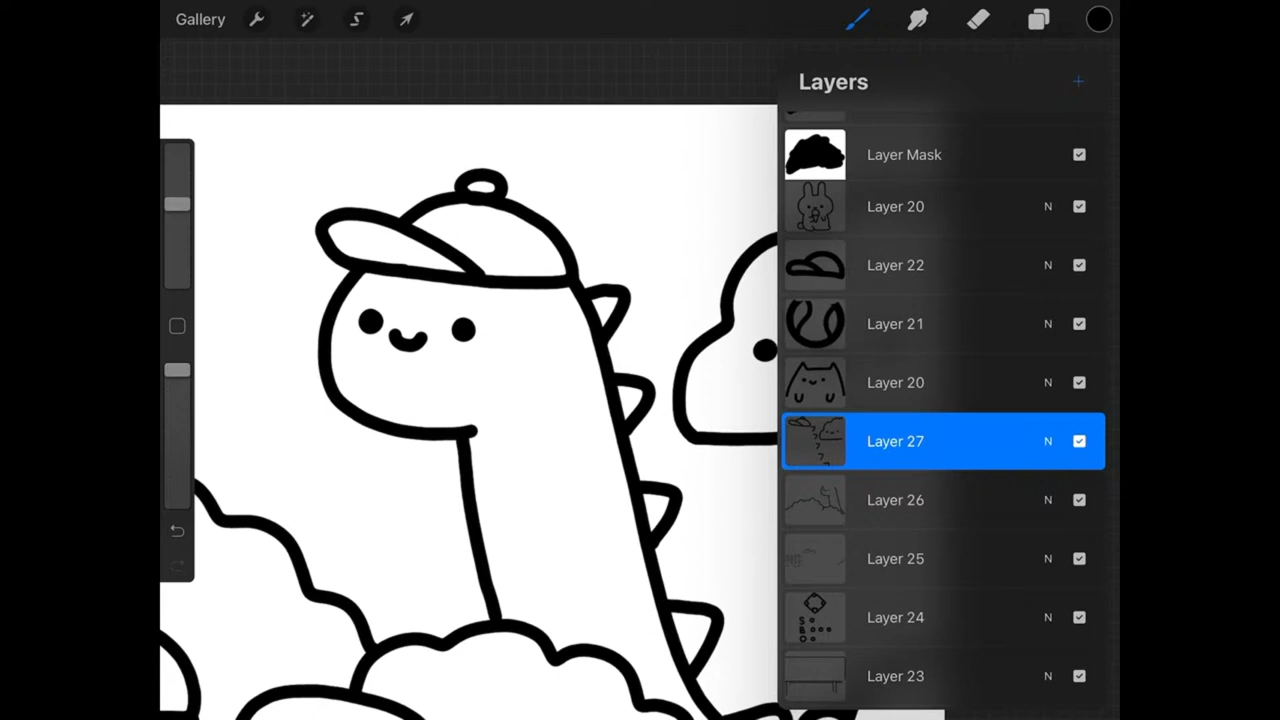 Gallery
Layers
Layer Mask
Layer 20 N
Layer 22 N
Layer 21 N
Layer 20 N
Layer 27 N
Layer 26 N
Layer 25 N
Layer 24 N
Layer 23 N
S
B
O